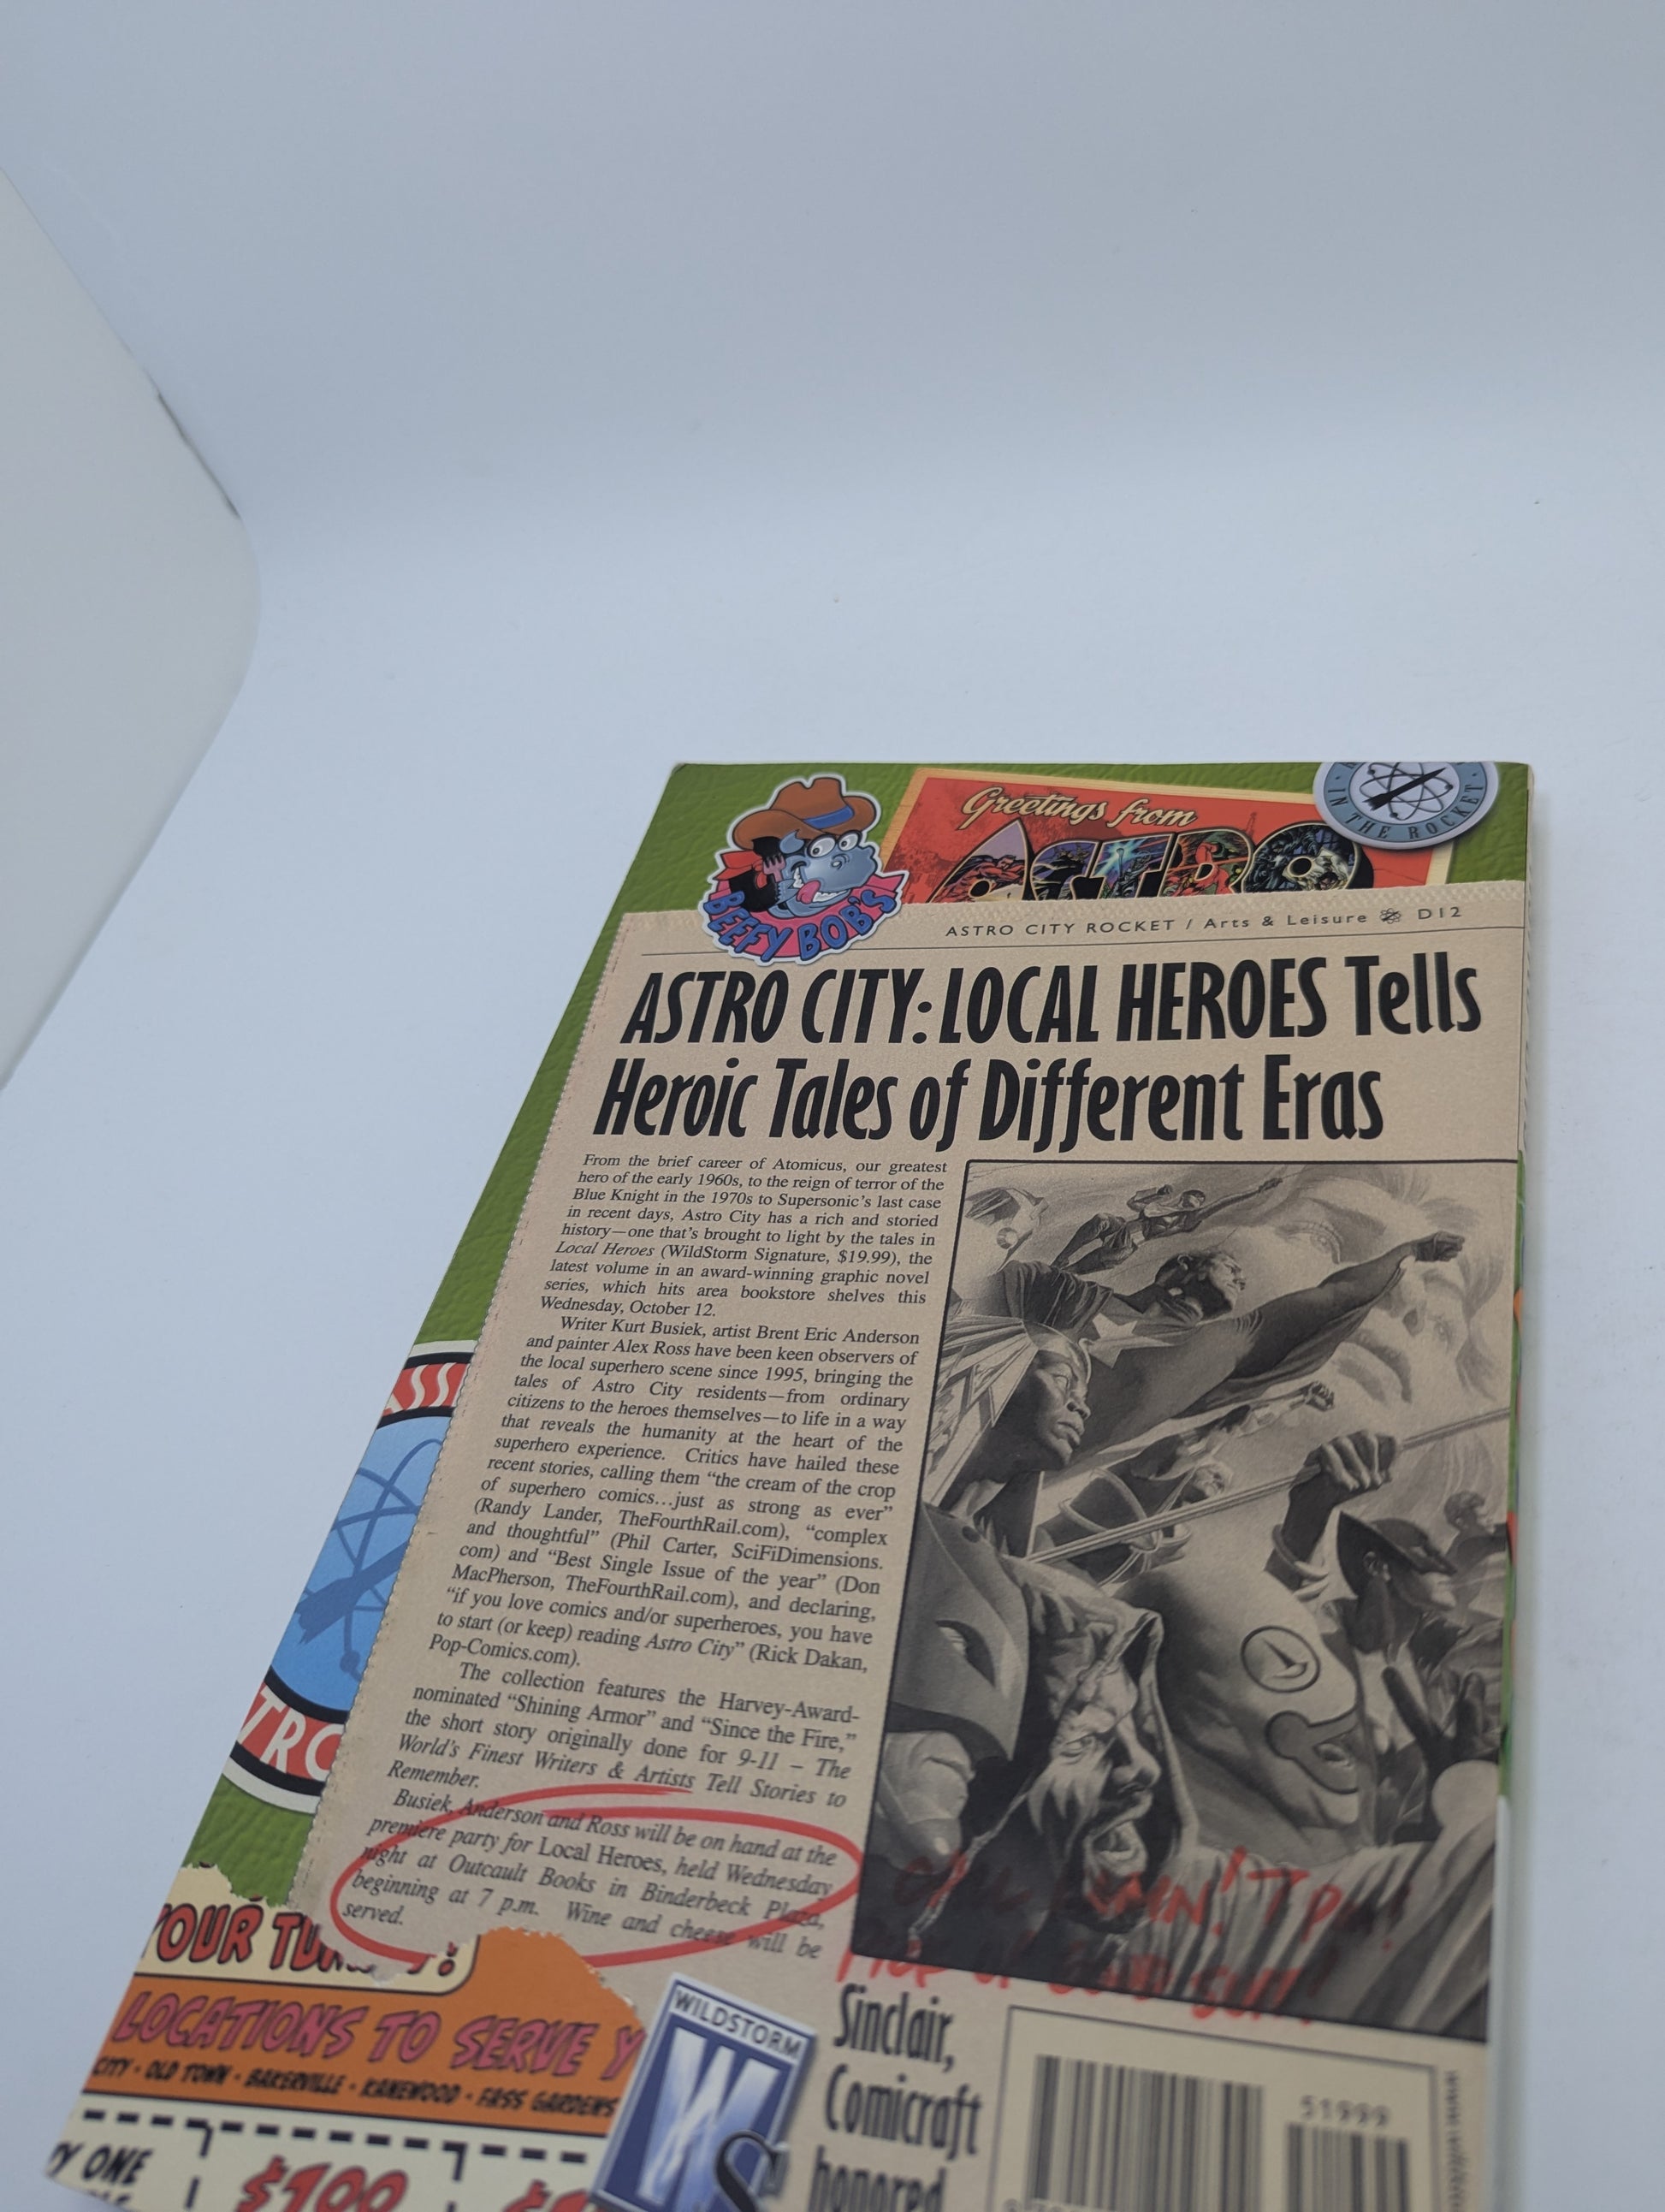 Greetings from
ASTRO
IN THE ROCKET
BEEFY BOB'S
ASTRO CITY ROCKET / Arts & Leisure D12
ASTRO CITY: LOCAL HEROES Tells
Heroic Tales of Different Eras
From the brief career of Atomicus, our greatest
hero of the early 1960s, to the reign of terror of the
Blue Knight in the 1970s to Supersonic's last case
in recent days, Astro City has a rich and storied
history—one that's brought to light by the tales in
Local Heroes (WildStorm Signature, $19.99), the
latest volume in an award-winning graphic novel
series, which hits area bookstore shelves this
Wednesday, October 12.
Writer Kurt Busiek, artist Brent Eric Anderson
and painter Alex Ross have been keen observers of
the local superhero scene since 1995, bringing the
tales of Astro City residents—from ordinary
citizens to the heroes themselves—to life in a way
that reveals the humanity at the heart of the
superhero experience. Critics have hailed these
recent stories, calling them "the cream of the crop
of superhero comics...just as strong as ever"
(Randy Lander, TheFourthRail.com), "complex
and thoughtful" (Phil Carter, SciFiDimensions.
com) and "Best Single Issue of the year" (Don
MacPherson, TheFourthRail.com), and declaring,
"if you love comics and/or superheroes, you have
to start (or keep) reading Astro City" (Rick Dakan,
Pop-Comics.com).
The collection features the Harvey-Award-
nominated "Shining Armor" and "Since the Fire,"
the short story originally done for 9-11 – The
World's Finest Writers & Artists Tell Stories to
Remember.
Busiek, Anderson and Ross will be on hand at the
premiere party for Local Heroes, held Wednesday
night at Outcault Books in Binderbeck Plaza,
beginning at 7 p.m. Wine and cheese will be
served.
7 PM!
YOUR TURN!
LOCATIONS TO SERVE Y
CITY · OLD TOWN · BAKERVILLE · KANEWOOD · FASS GARDENS
Y ONE
$1.00
WILDSTORM
WS
Sinclair,
Comicraft
honored
51999